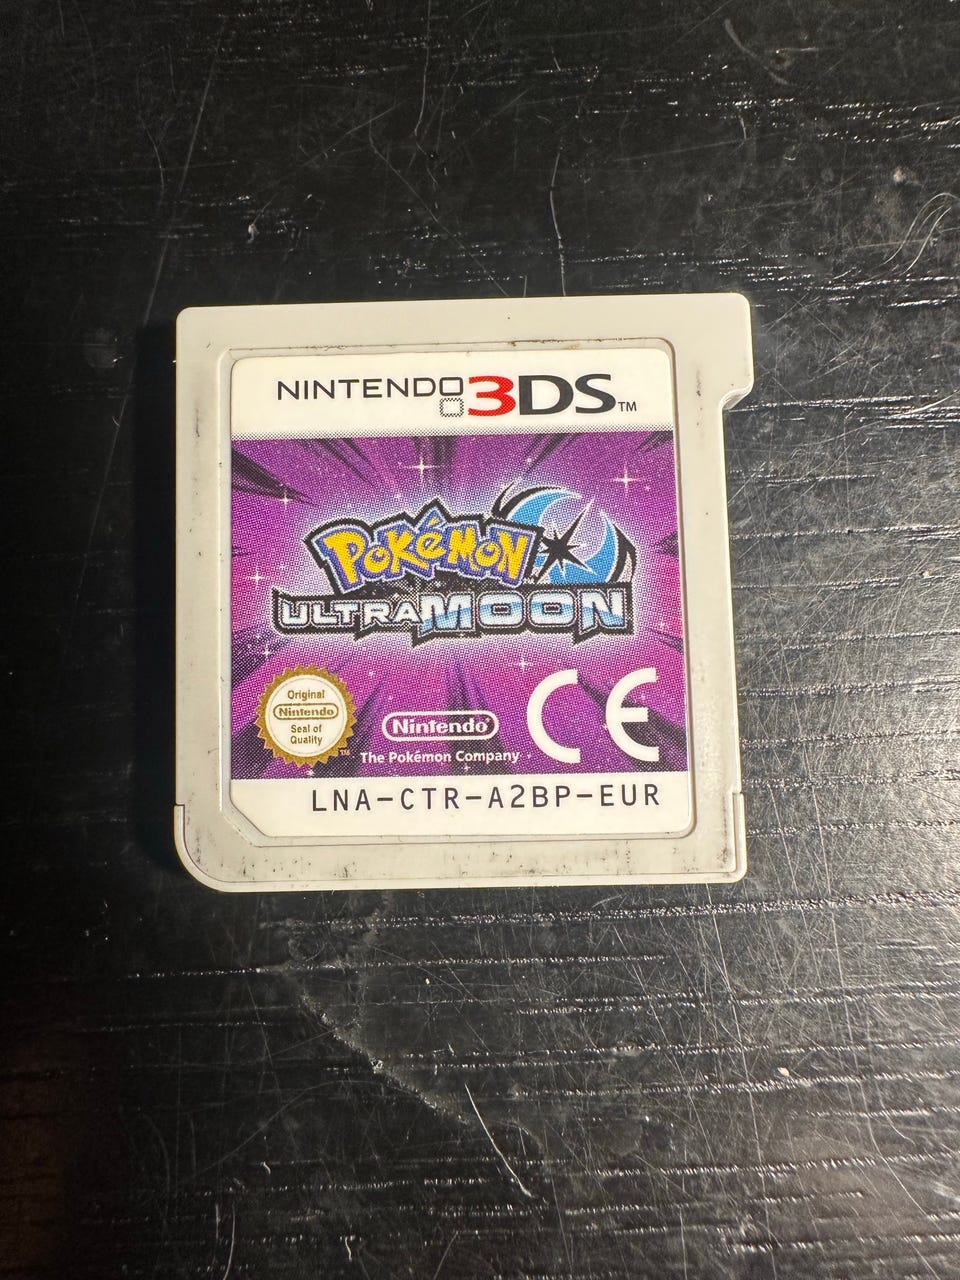 NINTENDO 3DS™
POKéMON
ULTRA MOON
Original
Nintendo
Seal of
Quality
™
Nintendo®
The Pokémon Company
CE
LNA-CTR-A2BP-EUR